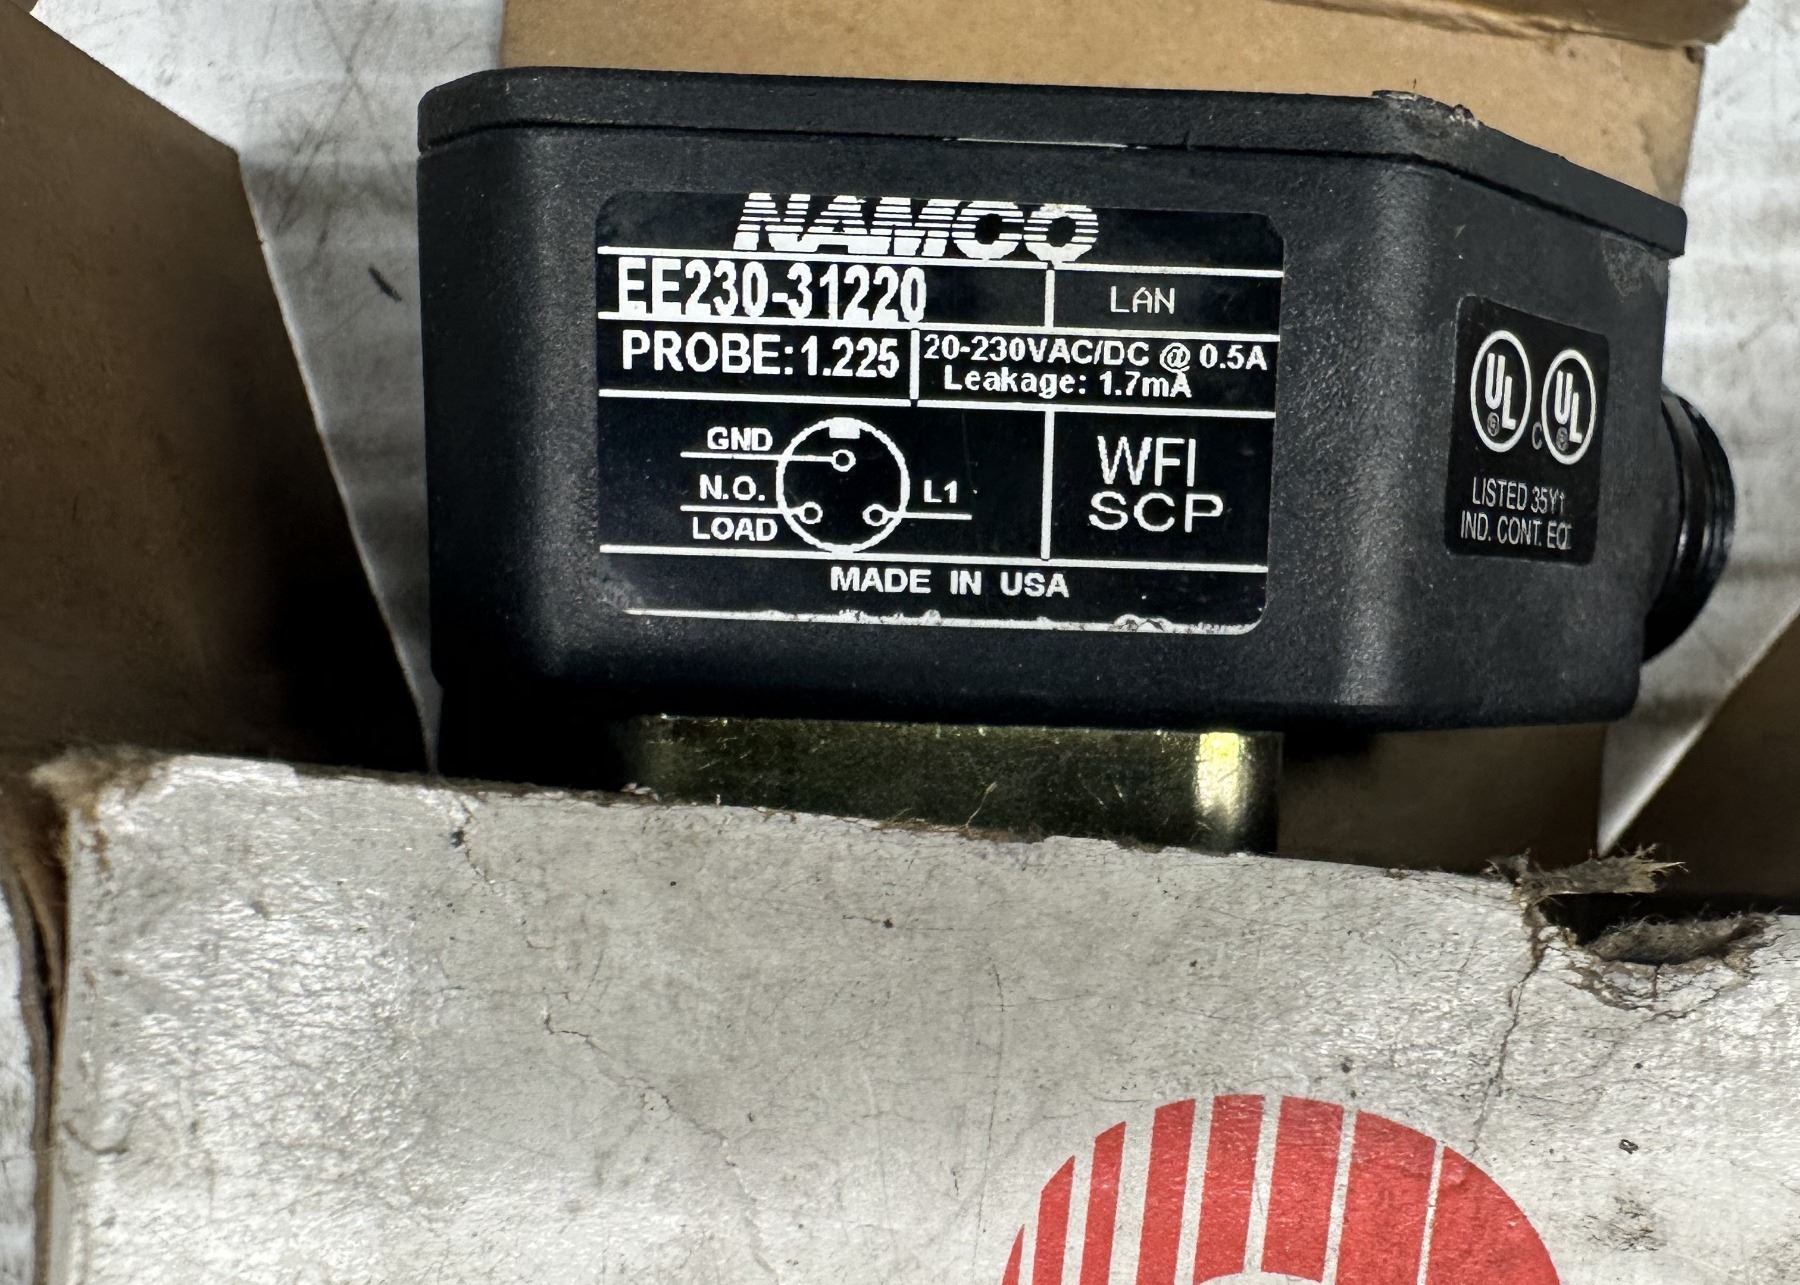 NAMCO
EE230-31220
LAN
PROBE: 1.225
20-230VAC/DC @ 0.5A
Leakage: 1.7mA
GND
N.O.
LOAD
L1
WFI
SCP
MADE IN USA
UL
C UL
LISTED 35Y1
IND. CONT. EQ.